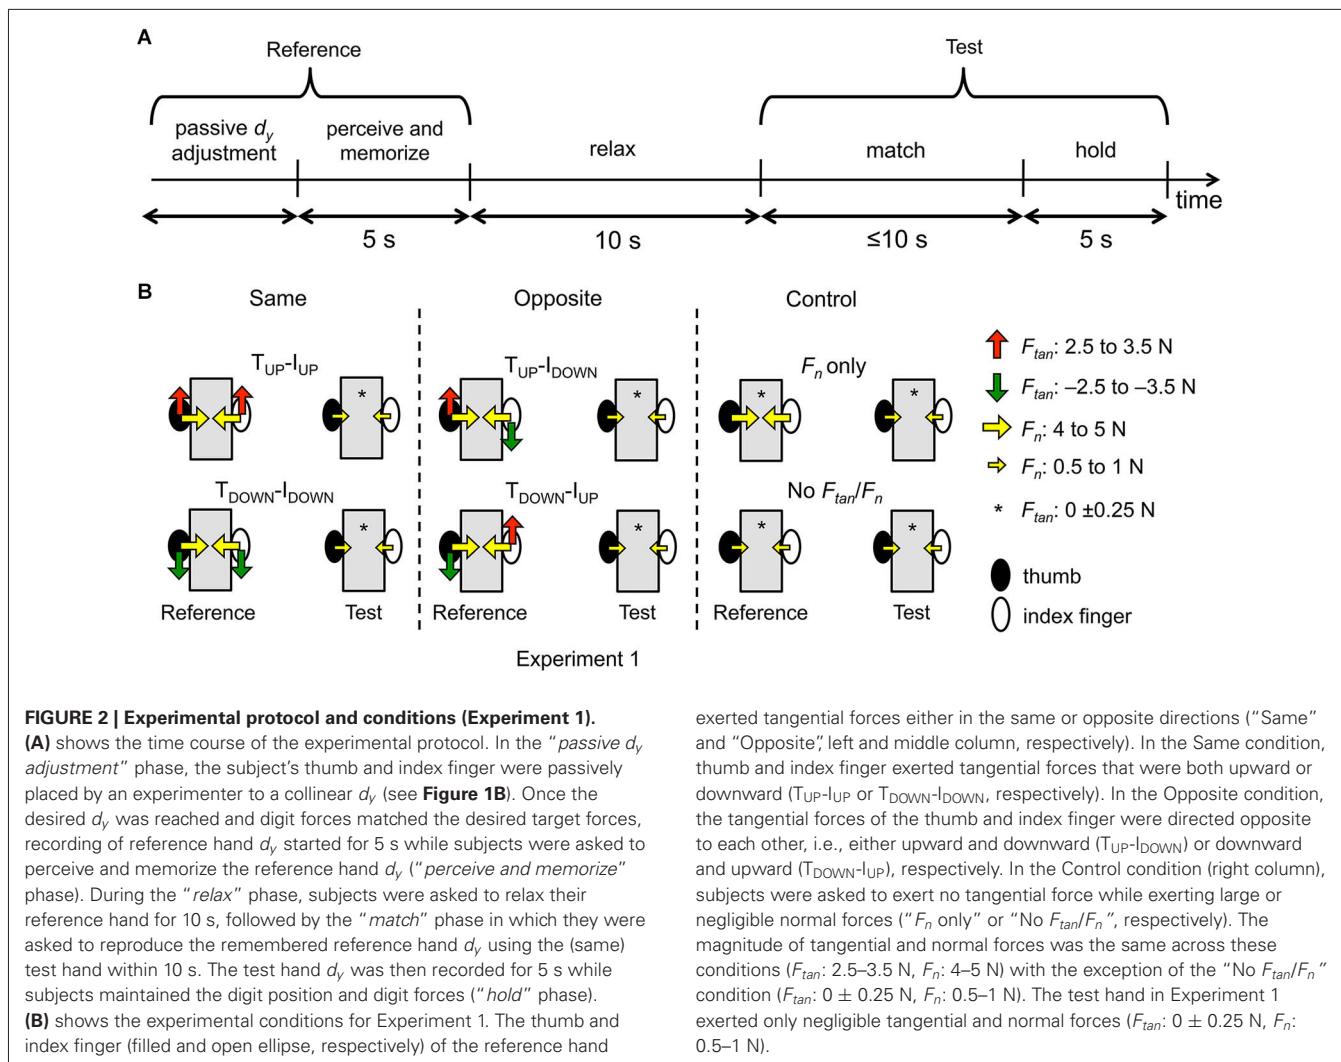 A
Reference
Test
passive dy adjustment
perceive and memorize
relax
match
hold
time
5 s
10 s
≤10 s
5 s
B
Same
Opposite
Control
TUP-IUP
TUP-IDOWN
Fn only
*
*
*
*
*
TDOWN-IDOWN
TDOWN-IUP
No Ftan/Fn
*
*
*
*
Reference
Test
Reference
Test
Reference
Test
Ftan: 2.5 to 3.5 N
Ftan: –2.5 to –3.5 N
Fn: 4 to 5 N
Fn: 0.5 to 1 N
* Ftan: 0 ±0.25 N
thumb
index finger
Experiment 1
FIGURE 2 | Experimental protocol and conditions (Experiment 1).
(A) shows the time course of the experimental protocol. In the “passive dy
adjustment” phase, the subject’s thumb and index finger were passively
placed by an experimenter to a collinear dy (see Figure 1B). Once the
desired dy was reached and digit forces matched the desired target forces,
recording of reference hand dy started for 5 s while subjects were asked to
perceive and memorize the reference hand dy (“perceive and memorize”
phase). During the “relax” phase, subjects were asked to relax their
reference hand for 10 s, followed by the “match” phase in which they were
asked to reproduce the remembered reference hand dy using the (same)
test hand within 10 s. The test hand dy was then recorded for 5 s while
subjects maintained the digit position and digit forces (“hold” phase).
(B) shows the experimental conditions for Experiment 1. The thumb and
index finger (filled and open ellipse, respectively) of the reference hand
exerted tangential forces either in the same or opposite directions (“Same”
and “Opposite”, left and middle column, respectively). In the Same condition,
thumb and index finger exerted tangential forces that were both upward or
downward (TUP-IUP or TDOWN-IDOWN, respectively). In the Opposite condition,
the tangential forces of the thumb and index finger were directed opposite
to each other, i.e., either upward and downward (TUP-IDOWN) or downward
and upward (TDOWN-IUP), respectively. In the Control condition (right column),
subjects were asked to exert no tangential force while exerting large or
negligible normal forces (“Fn only” or “No Ftan/Fn”, respectively). The
magnitude of tangential and normal forces was the same across these
conditions (Ftan: 2.5–3.5 N, Fn: 4–5 N) with the exception of the “No Ftan/Fn”
condition (Ftan: 0 ± 0.25 N, Fn: 0.5–1 N). The test hand in Experiment 1
exerted only negligible tangential and normal forces (Ftan: 0 ± 0.25 N, Fn:
0.5–1 N).